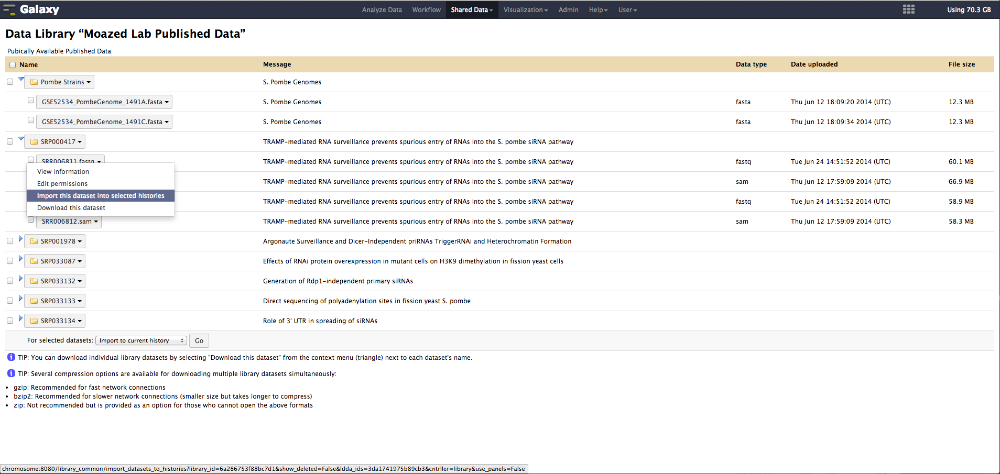 Galaxy Analyze Data Workflow Shared Data Visualization Admin Help User Using 70.3 GB
Data Library “Moazed Lab Published Data”
Pubically Available Published Data
Name Message Data type Date uploaded File size
Pombe Strains S. Pombe Genomes
GSE52534_PombeGenome_1491A.fasta S. Pombe Genomes fasta Thu Jun 12 18:09:20 2014 (UTC) 12.3 MB
GSE52534_PombeGenome_1491C.fasta S. Pombe Genomes fasta Thu Jun 12 18:09:34 2014 (UTC) 12.3 MB
SRP000417 TRAMP-mediated RNA surveillance prevents spurious entry of RNAs into the S. pombe siRNA pathway
SRR006811.fastq TRAMP-mediated RNA surveillance prevents spurious entry of RNAs into the S. pombe siRNA pathway fastq Tue Jun 24 14:51:52 2014 (UTC) 60.1 MB
View information
TRAMP-mediated RNA surveillance prevents spurious entry of RNAs into the S. pombe siRNA pathway sam Thu Jun 12 17:59:09 2014 (UTC) 66.9 MB
Edit permissions
Import this dataset into selected histories
TRAMP-mediated RNA surveillance prevents spurious entry of RNAs into the S. pombe siRNA pathway fastq Tue Jun 24 14:51:52 2014 (UTC) 58.9 MB
Download this dataset
SRR006812.sam TRAMP-mediated RNA surveillance prevents spurious entry of RNAs into the S. pombe siRNA pathway sam Thu Jun 12 17:59:09 2014 (UTC) 58.3 MB
SRP001978 Argonaute Surveillance and Dicer-Independent priRNAs TriggerRNAi and Heterochromatin Formation
SRP033087 Effects of RNAi protein overexpression in mutant cells on H3K9 dimethylation in fission yeast cells
SRP033132 Generation of Rdp1-independent primary siRNAs
SRP033133 Direct sequencing of polyadenylation sites in fission yeast S. pombe
SRP033134 Role of 3' UTR in spreading of siRNAs
For selected datasets: Import to current history Go
TIP: You can download individual library datasets by selecting "Download this dataset" from the context menu (triangle) next to each dataset's name.
TIP: Several compression options are available for downloading multiple library datasets simultaneously:
• gzip: Recommended for fast network connections
• bzip2: Recommended for slower network connections (smaller size but takes longer to compress)
• zip: Not recommended but is provided as an option for those who cannot open the above formats
chromosome:8080/library_common/import_datasets_to_histories?library_id=6a286753f88bc7d1&show_deleted=False&ldda_ids=3da1741975b89cb3&cntrller=library&use_panels=False